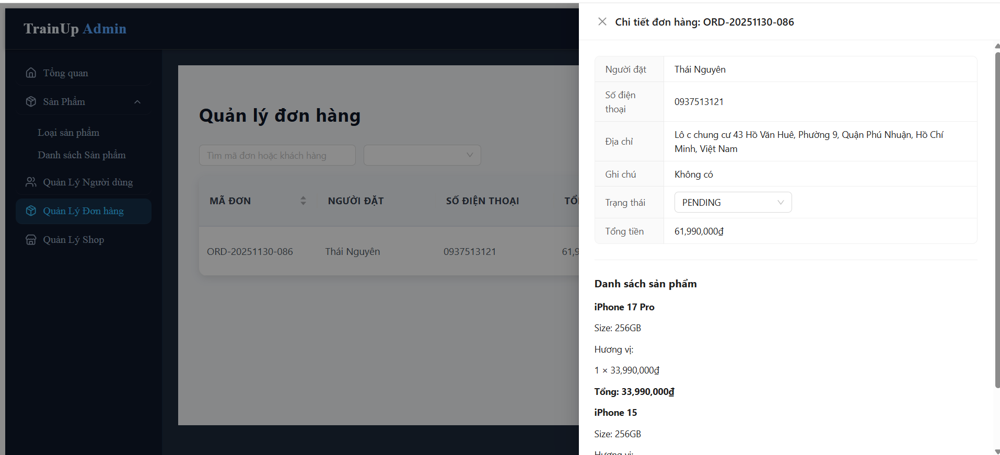 TrainUp Admin
Tổng quan
Sản Phẩm
Loại sản phẩm
Danh sách Sản phẩm
Quản Lý Người dùng
Quản Lý Đơn hàng
Quản Lý Shop
Quản lý đơn hàng
Tìm mã đơn hoặc khách hàng
MÃ ĐƠN NGƯỜI ĐẶT SỐ ĐIỆN THOẠI
ORD-20251130-086 Thái Nguyên 0937513121 61,9
Chi tiết đơn hàng: ORD-20251130-086
Người đặt Thái Nguyên
Số điện
thoại
0937513121
Địa chỉ
Lô c chung cư 43 Hồ Văn Huê, Phường 9, Quận Phú Nhuận, Hồ Chí
Minh, Việt Nam
Ghi chú Không có
Trạng thái PENDING
Tổng tiền 61,990,000₫
Danh sách sản phẩm
iPhone 17 Pro
Size: 256GB
Hương vị:
1 × 33,990,000₫
Tổng: 33,990,000₫
iPhone 15
Size: 256GB
Hương vị: